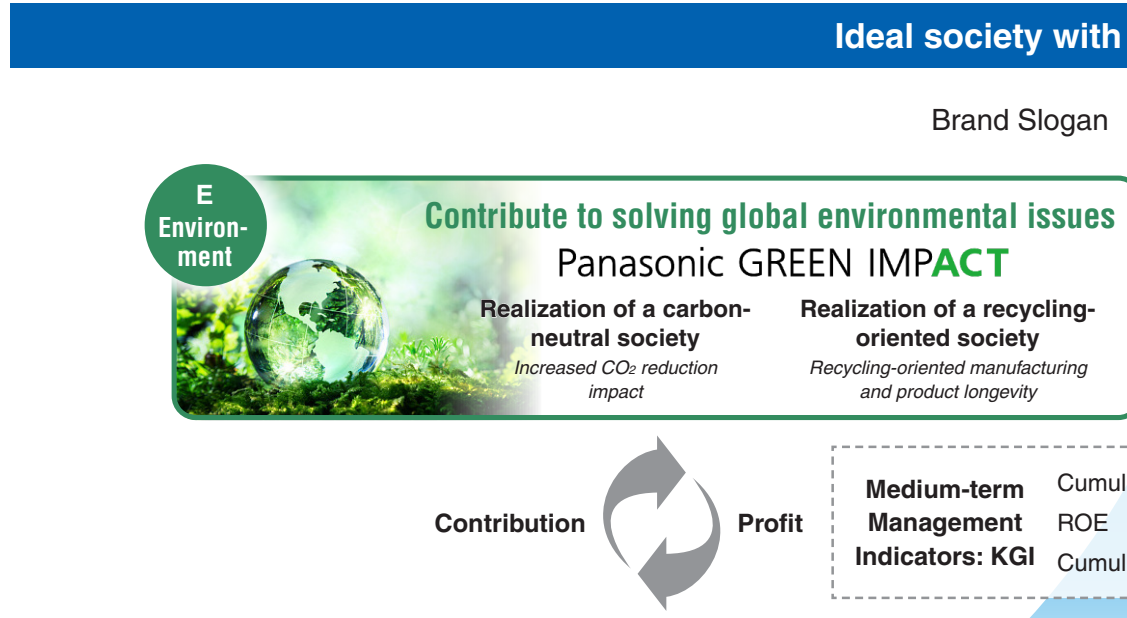 Ideal society with
Brand Slogan
E
Environ-
ment
Contribute to solving global environmental issues
Panasonic GREEN IMPACT
Realization of a carbon-
neutral society
Increased CO2 reduction
impact
Realization of a recycling-
oriented society
Recycling-oriented manufacturing
and product longevity
Contribution
Profit
Medium-term
Management
Indicators: KGI
Cumul
ROE
Cumul